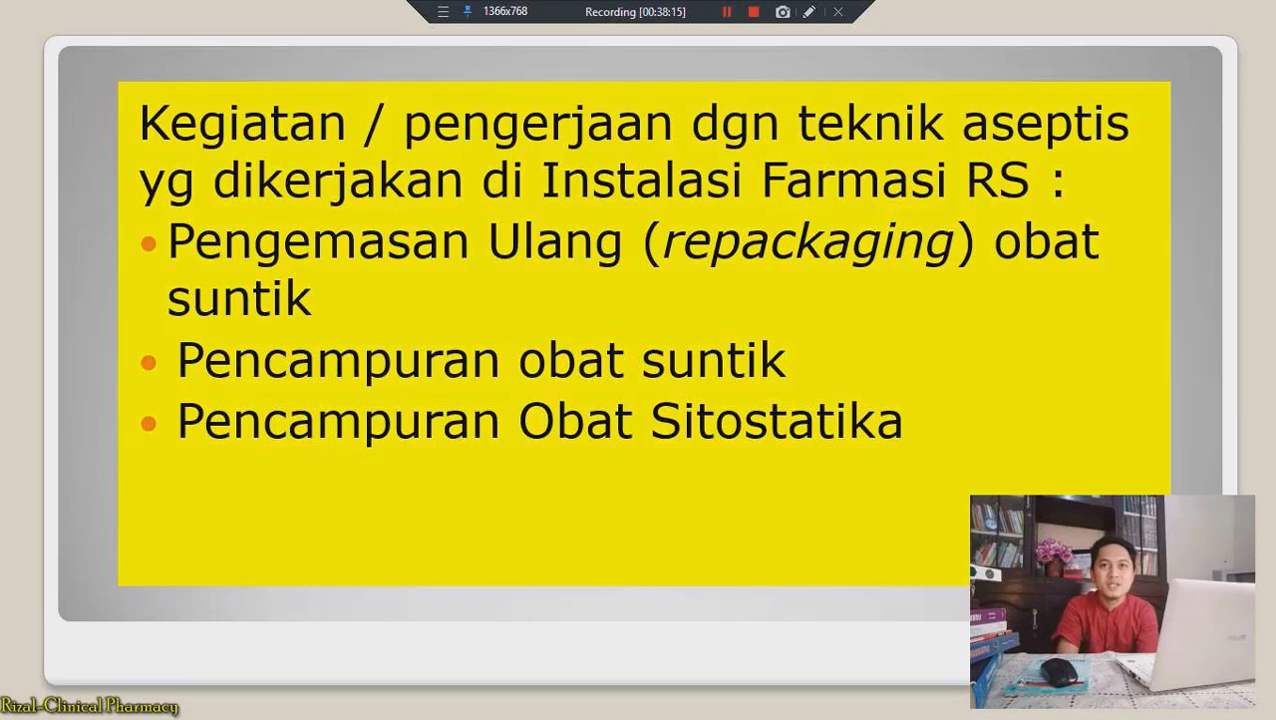 1366x768
Recording [00:38:15]
Kegiatan / pengerjaan dgn teknik aseptis
yg dikerjakan di Instalasi Farmasi RS :
•Pengemasan Ulang (repackaging) obat
suntik
• Pencampuran obat suntik
• Pencampuran Obat Sitostatika
Rizal-Clinical Pharmacy